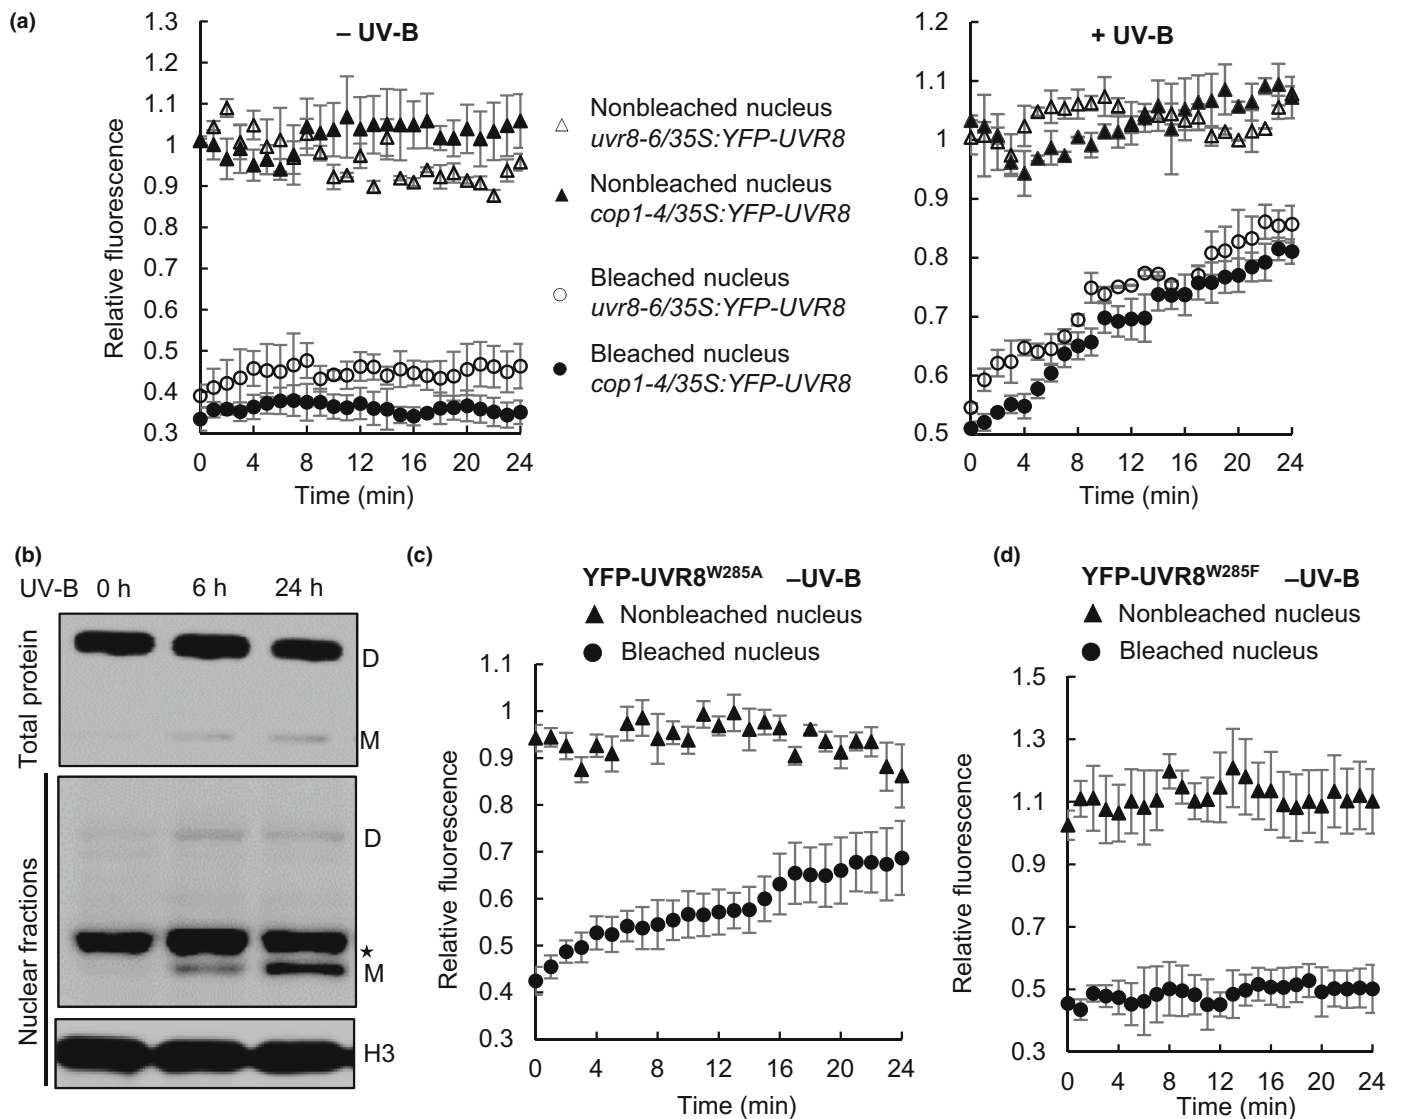 (a)
– UV-B
Relative fluorescence
1.3
1.2
1.1
1
0.9
0.8
0.7
0.6
0.5
0.4
0.3
0 4 8 12 16 20 24
Time (min)
△ Nonbleached nucleus
uvr8-6/35S:YFP-UVR8
▲ Nonbleached nucleus
cop1-4/35S:YFP-UVR8
○ Bleached nucleus
uvr8-6/35S:YFP-UVR8
● Bleached nucleus
cop1-4/35S:YFP-UVR8
+ UV-B
1.2
1.1
1
0.9
0.8
0.7
0.6
0.5
0 4 8 12 16 20 24
Time (min)
(b)
UV-B 0 h 6 h 24 h
Total protein
D
M
Nuclear fractions
D
★
M
H3
(c)
YFP-UVR8W285A –UV-B
▲ Nonbleached nucleus
● Bleached nucleus
Relative fluorescence
1.1
1
0.9
0.8
0.7
0.6
0.5
0.4
0.3
0 4 8 12 16 20 24
Time (min)
(d)
YFP-UVR8W285F –UV-B
▲ Nonbleached nucleus
● Bleached nucleus
Relative fluorescence
1.5
1.3
1.1
0.9
0.7
0.5
0.3
0 4 8 12 16 20 24
Time (min)